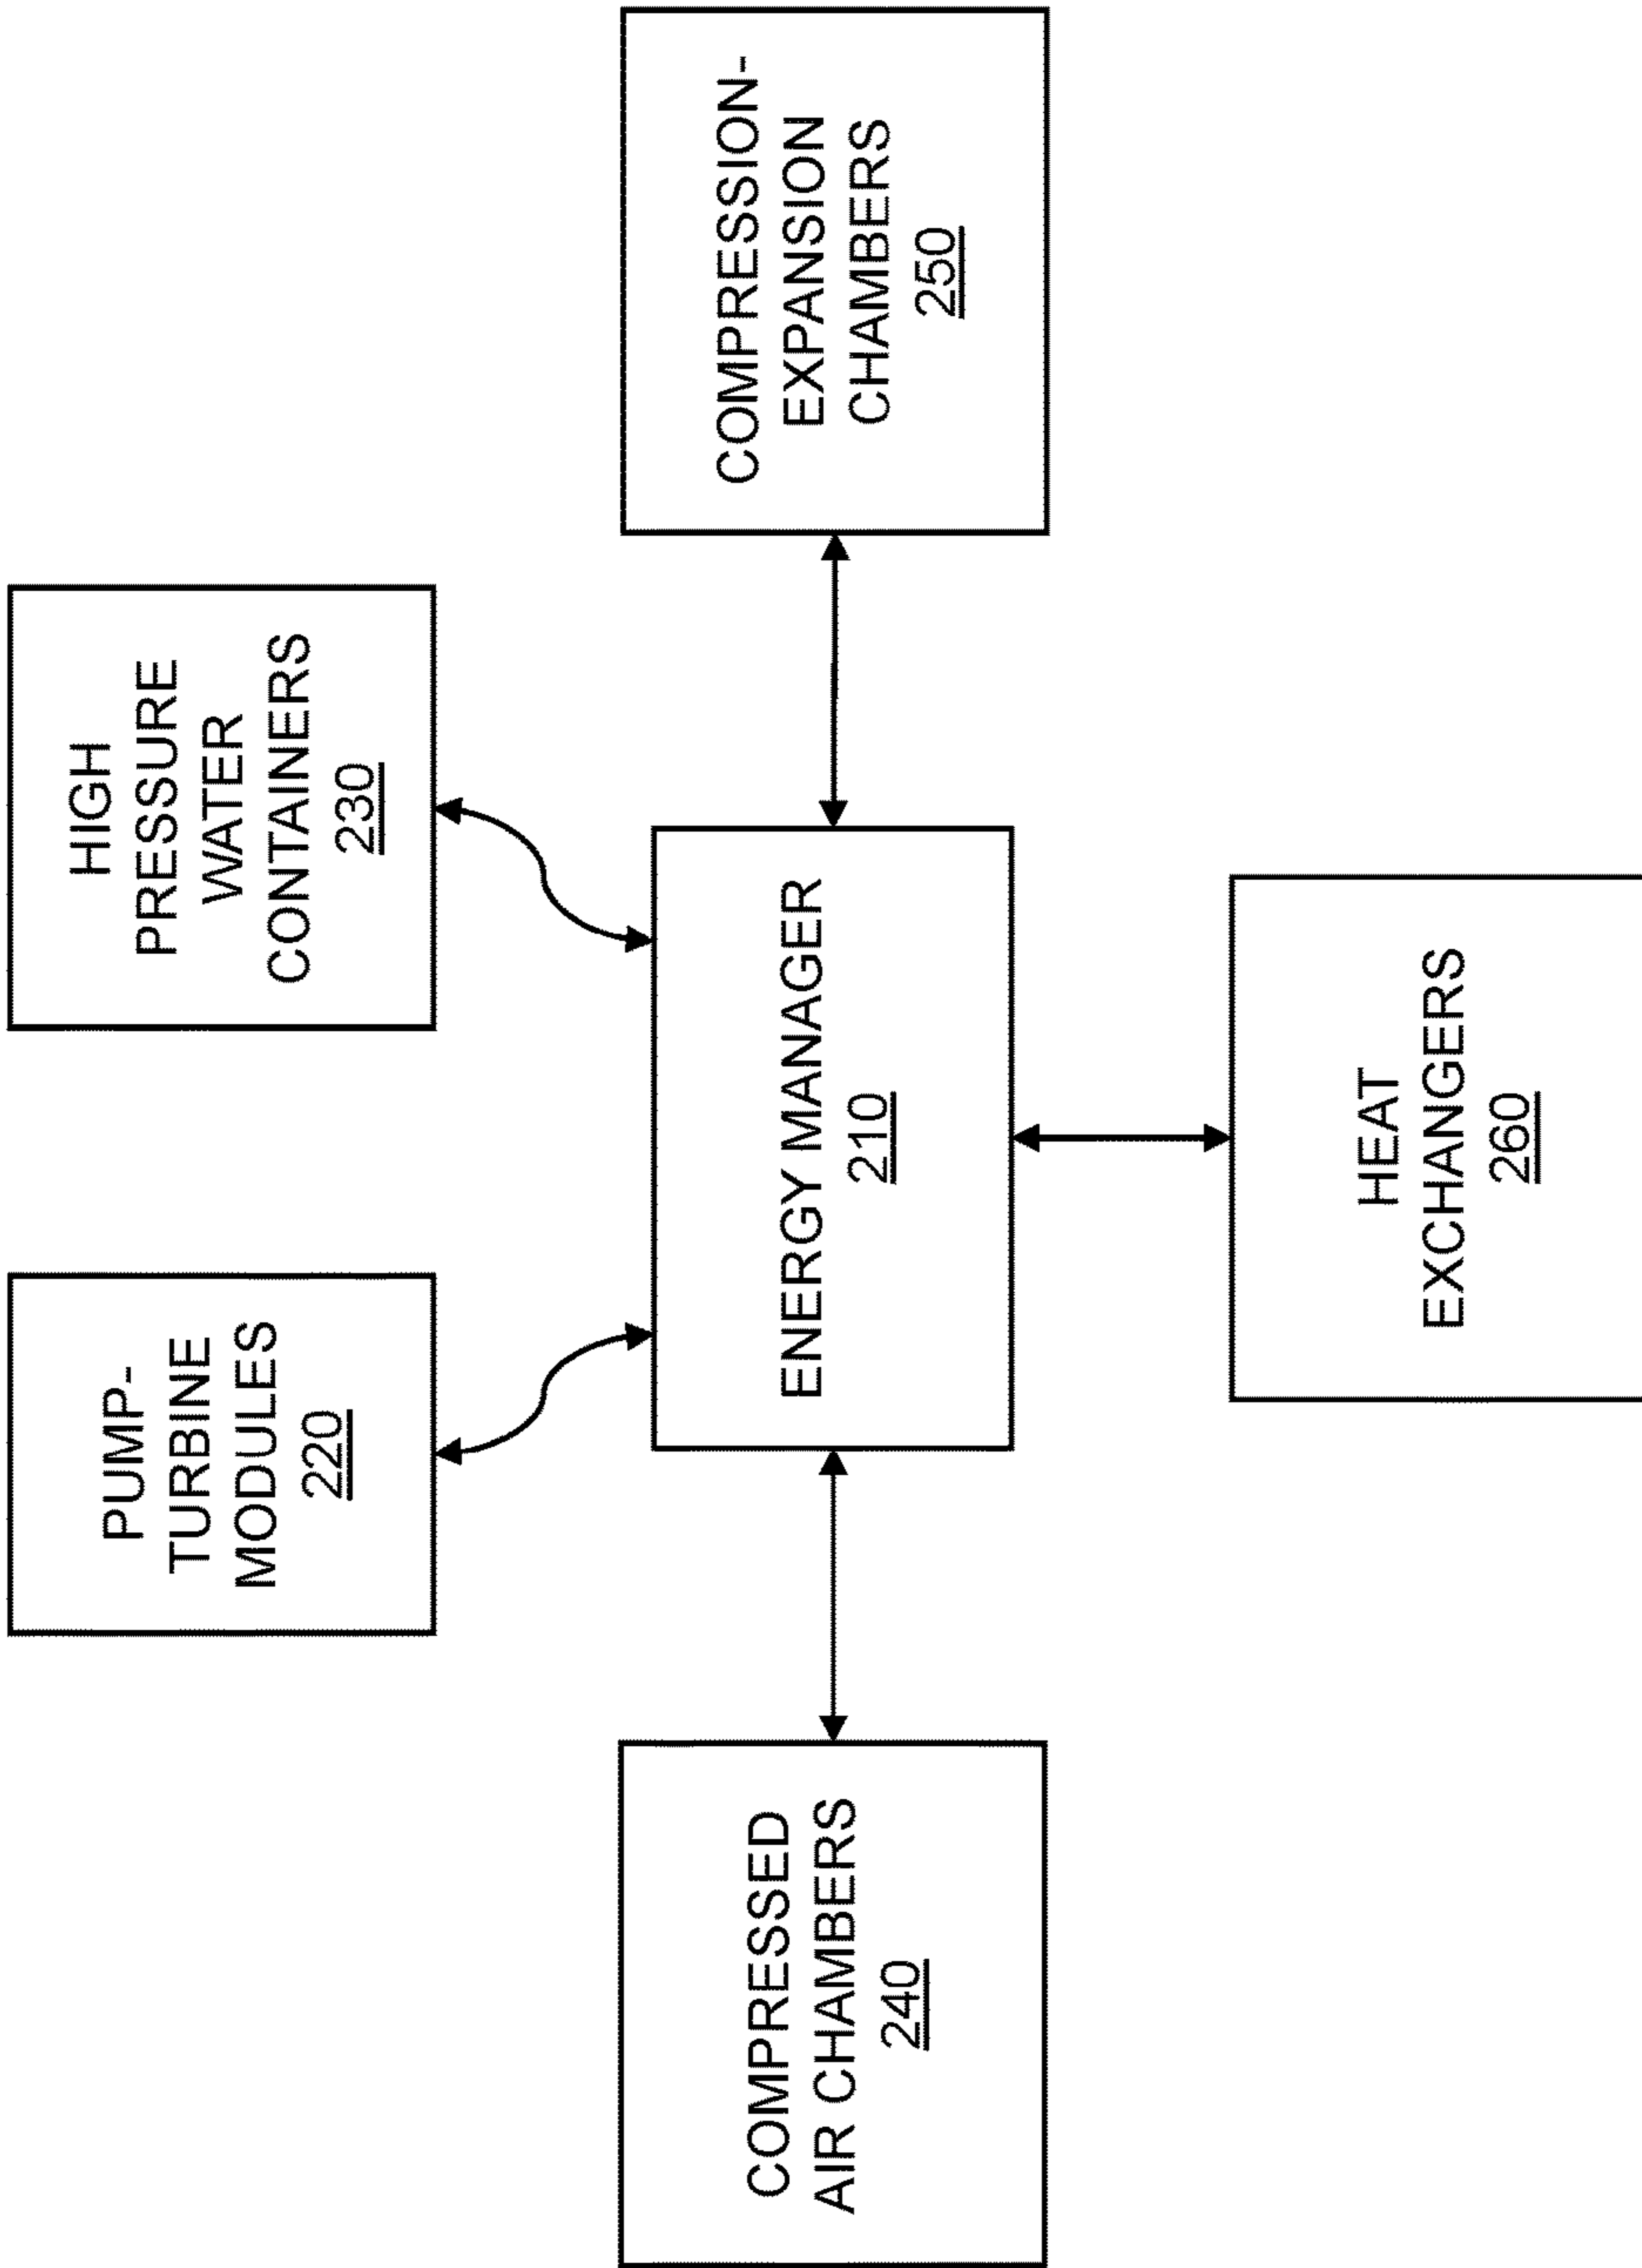 PUMP-
TURBINE
MODULES
220
HIGH
PRESSURE
WATER
CONTAINERS
230
COMPRESSED
AIR CHAMBERS
240
ENERGY MANAGER
210
COMPRESSION-
EXPANSION
CHAMBERS
250
HEAT
EXCHANGERS
260